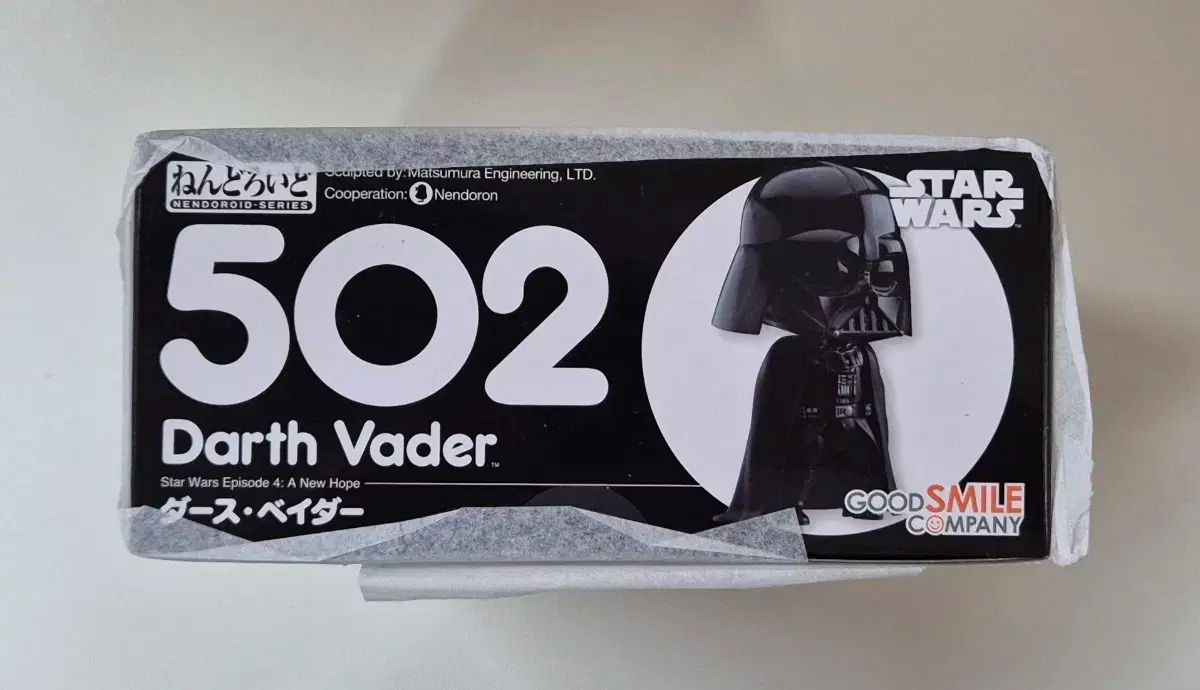 ねんどろいど
NENDOROID-SERIES
Sculpted by:Matsumura Engineering, LTD.
Cooperation: Nendoron
STAR
WARS™
502
Darth Vader™
Star Wars Episode 4: A New Hope
ダース・ベイダー
GOOD SMILE
COMPANY